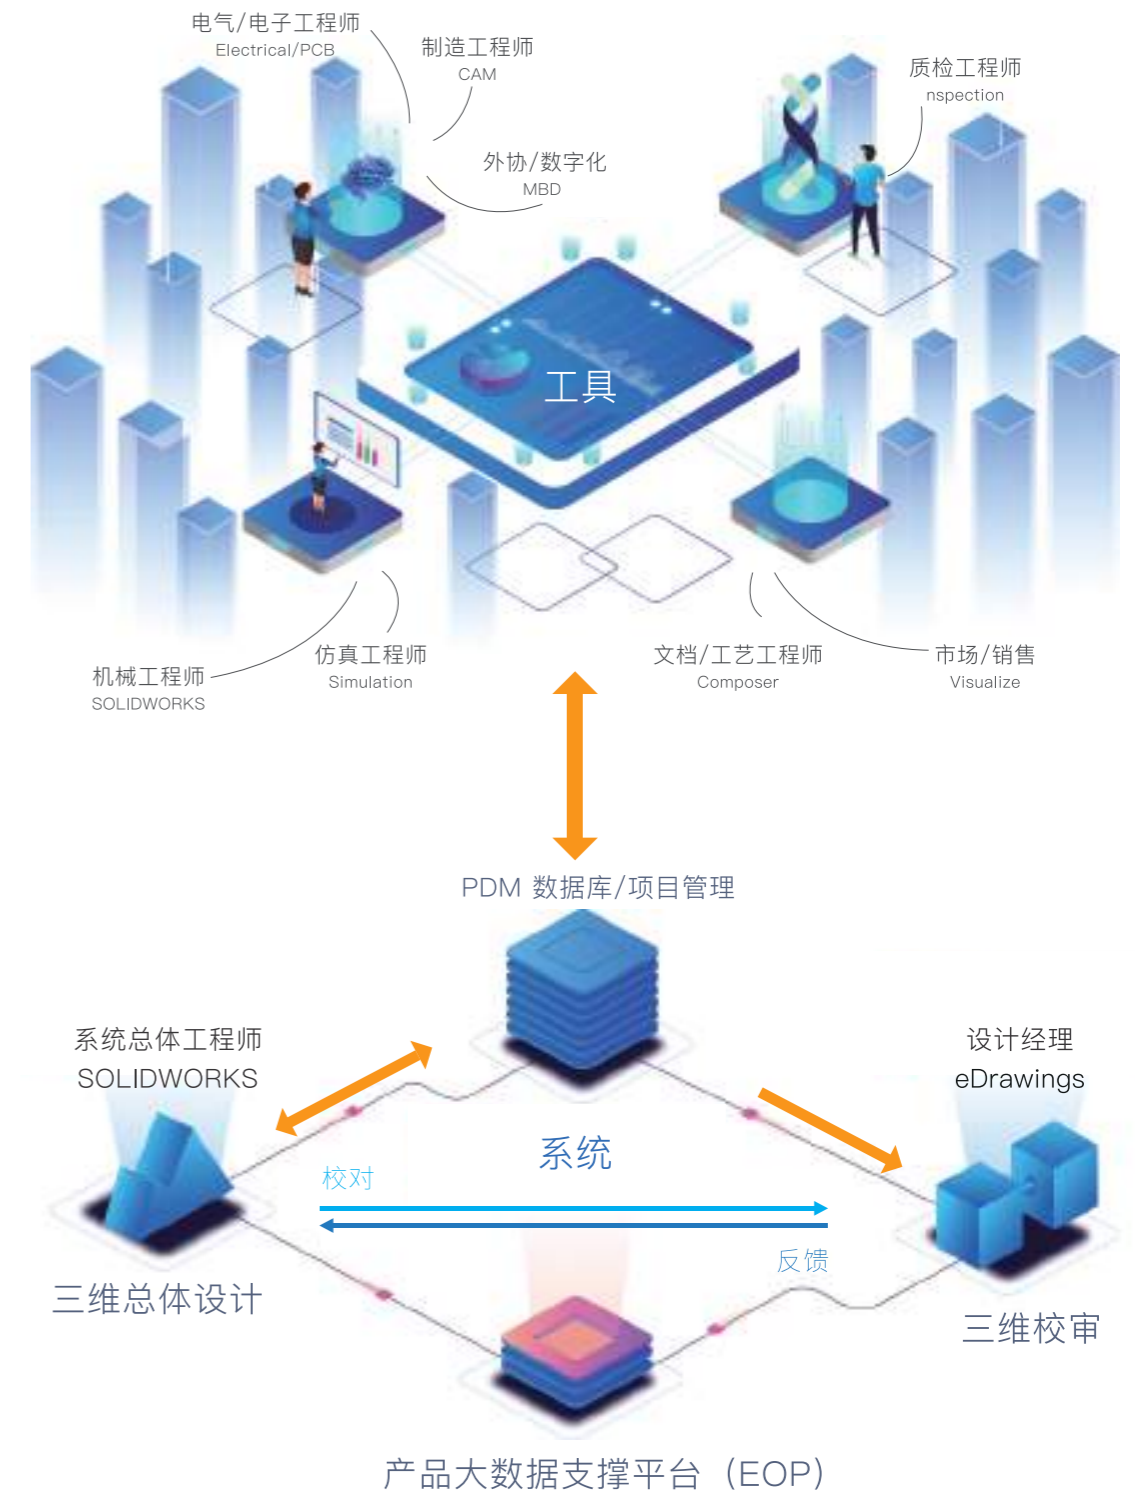 电气/电子工程师
Electrical/PCB
制造工程师
CAM
质检工程师
nspection
外协/数字化
MBD
工具
机械工程师
SOLIDWORKS
仿真工程师
Simulation
文档/工艺工程师
Composer
市场/销售
Visualize
PDM 数据库/项目管理
系统总体工程师
SOLIDWORKS
设计经理
eDrawings
系统
校对
反馈
三维总体设计
三维校审
产品大数据支撑平台（EOP）